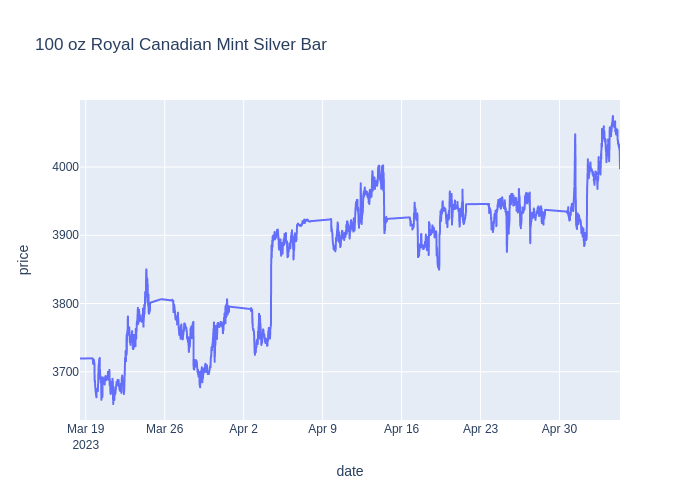 100 oz Royal Canadian Mint Silver Bar
price
4000
3900
3800
3700
Mar 19
2023
Mar 26
Apr 2
Apr 9
Apr 16
Apr 23
Apr 30
date